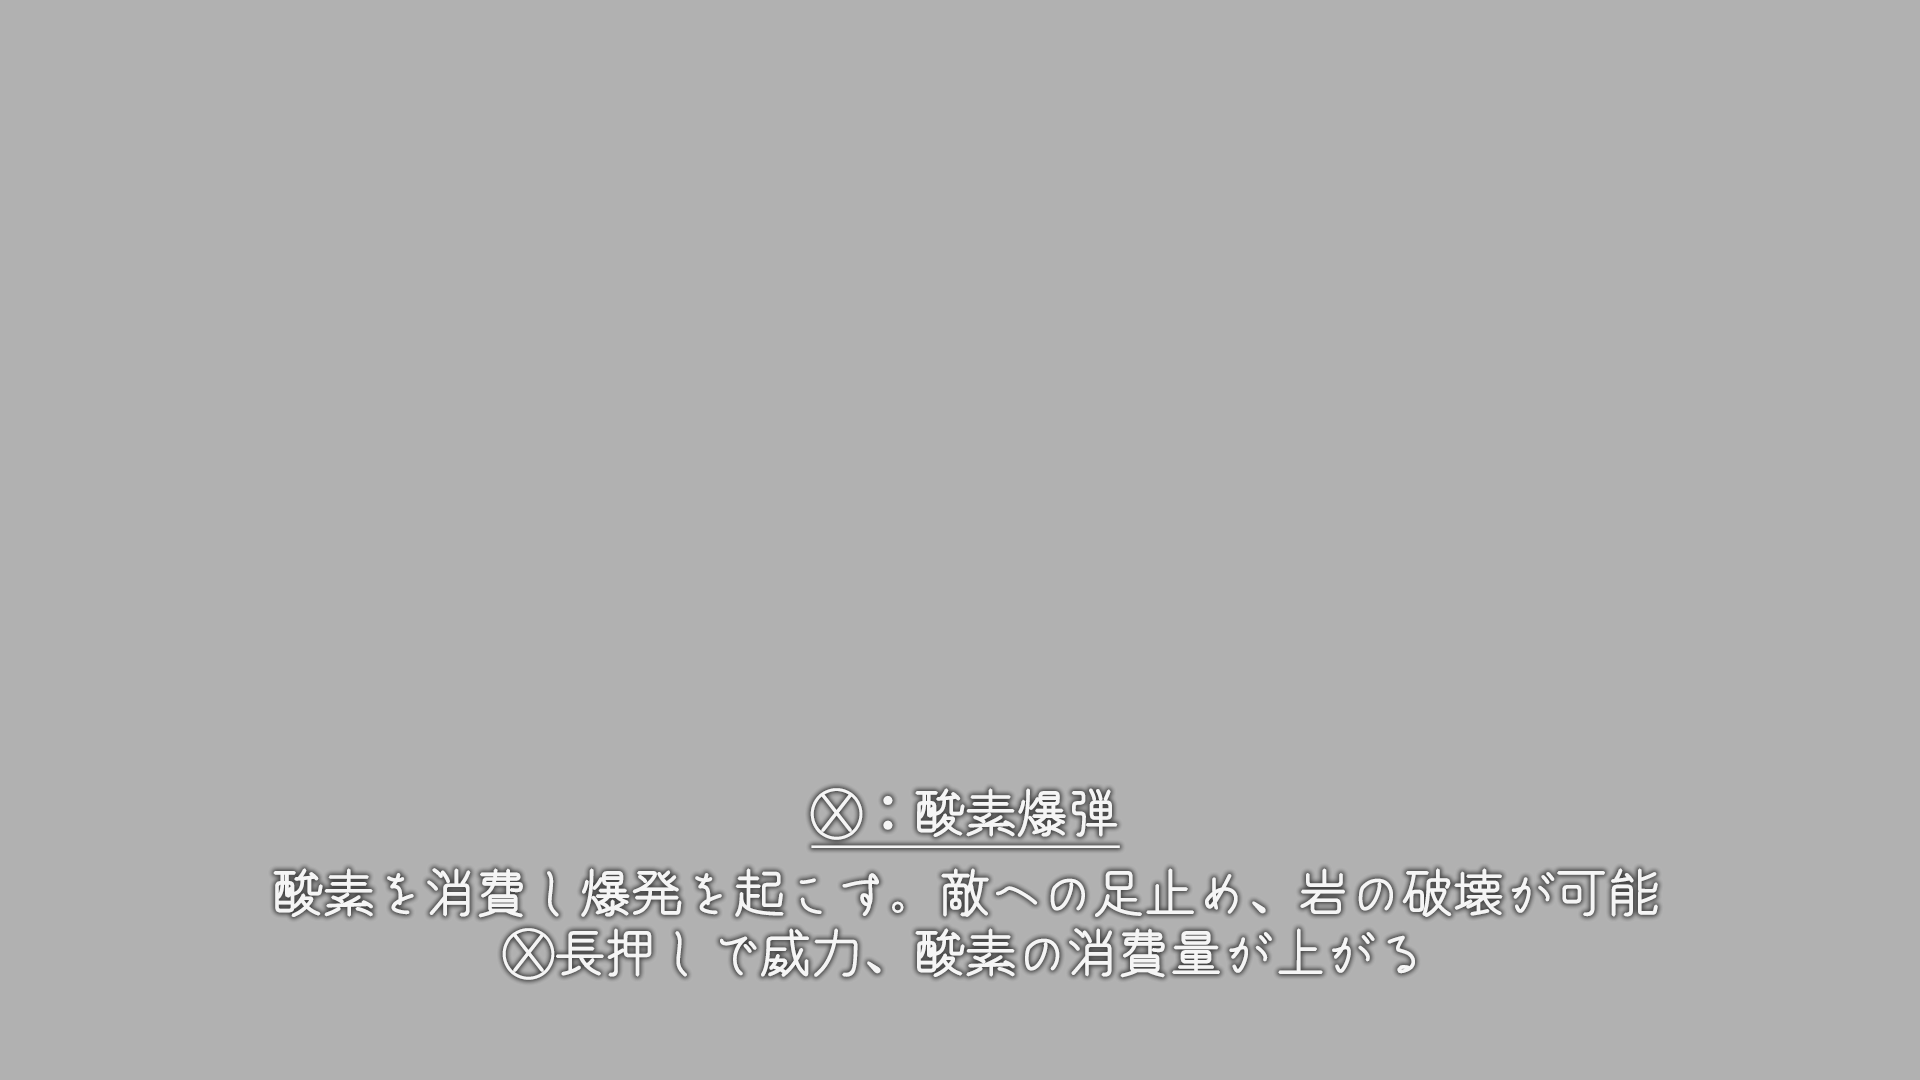 Ⓧ：酸素爆弾
酸素を消費し爆発を起こす。敵への足止め、岩の破壊が可能
Ⓧ長押しで威力、酸素の消費量が上がる